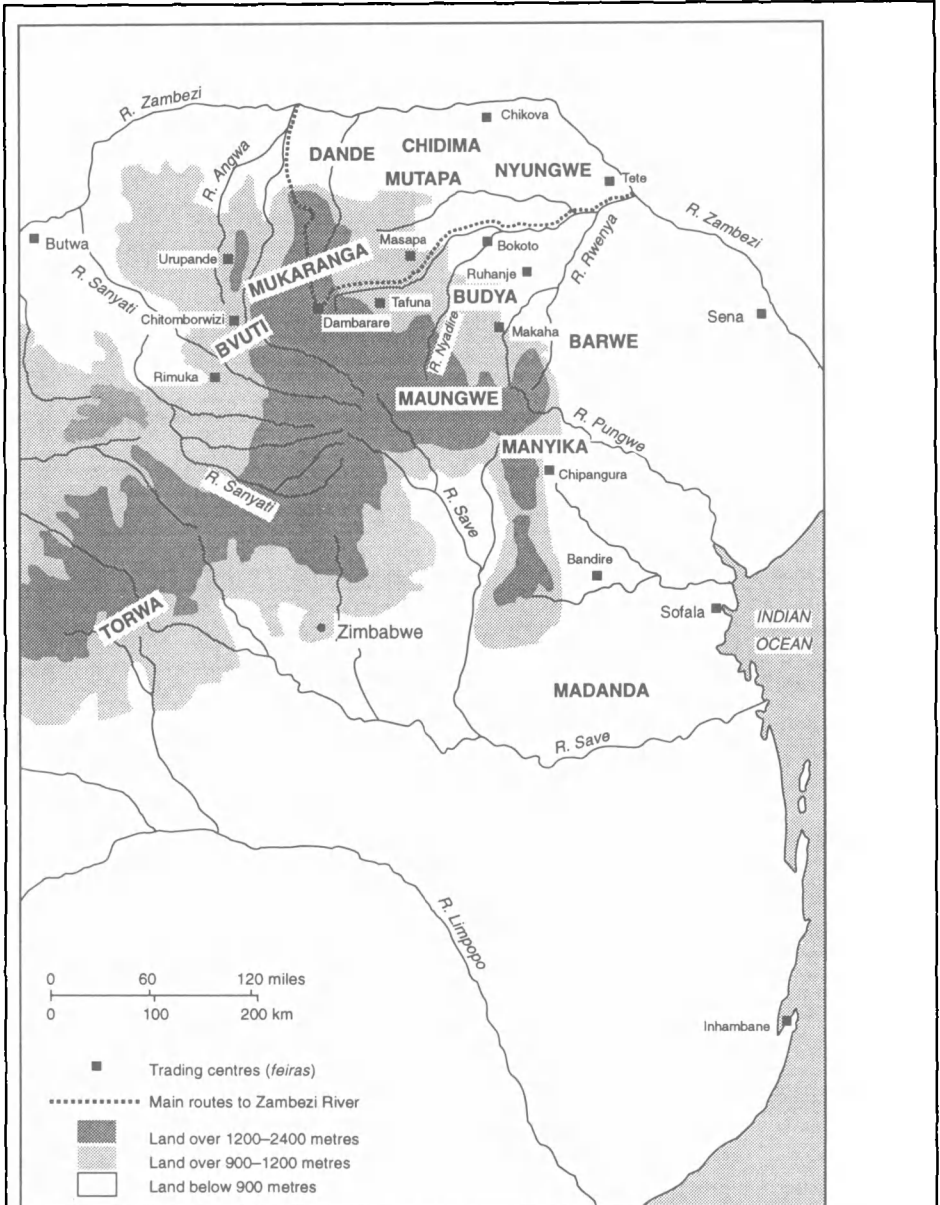 R. Zambezi
Chikova
CHIDIMA
DANDE
MUTAPA
NYUNGWE
Tete
R. Angwa
R. Zambezi
Butwa
Masapa
Bokoto
R. Rwenya
Urupande
MUKARANGA
Ruhanje
R. Sanyati
Tafuna
BUDYA
Dambarare
Sena
Chitomborwizi
BVUTI
R. Nyadire
Makaha
BARWE
Rimuka
MAUNGWE
R. Pungwe
MANYIKA
Chipangura
R. Sanyati
R. Save
Bandire
Sofala
INDIAN
OCEAN
TORWA
Zimbabwe
MADANDA
R. Save
R. Limpopo
0 60 120 miles
0 100 200 km
Inhambane
Trading centres (feiras)
Main routes to Zambezi River
Land over 1200–2400 metres
Land over 900–1200 metres
Land below 900 metres